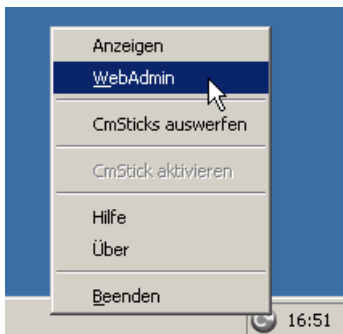 Anzeigen
WebAdmin
CmSticks auswerfen
CmStick aktivieren
Hilfe
Über
Beenden
16:51